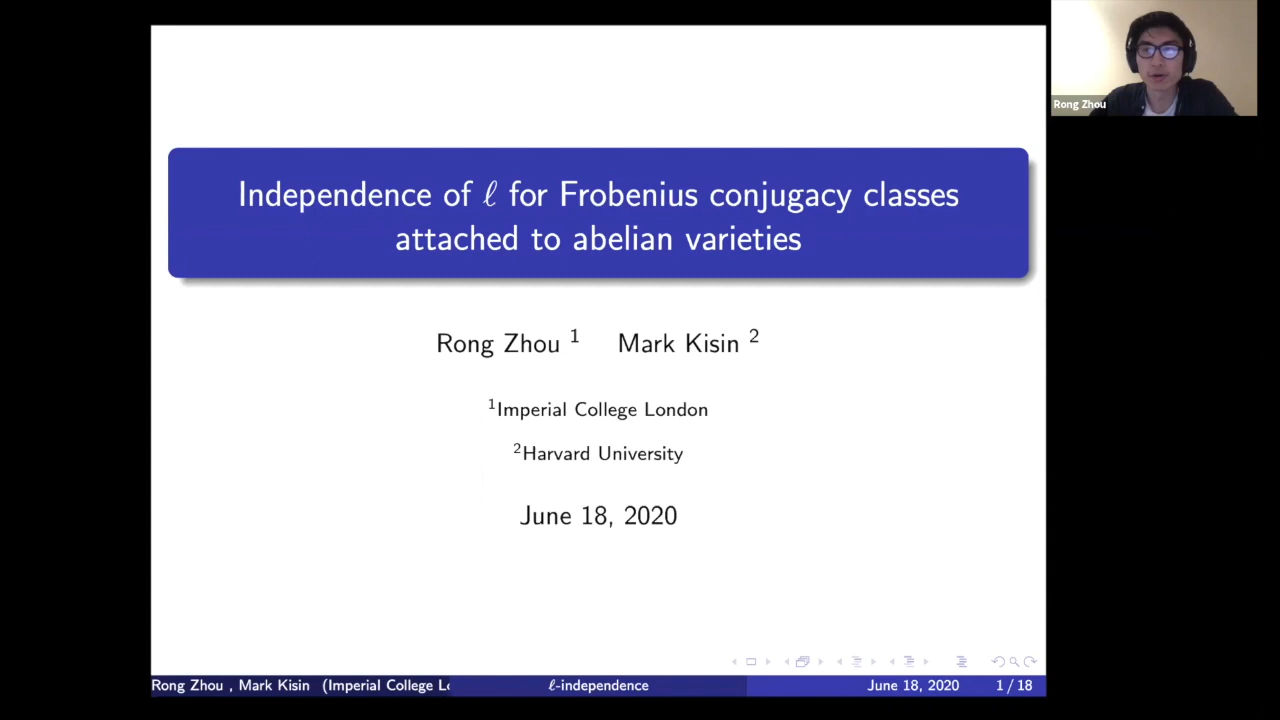 Rong Zhou
Independence of ℓ for Frobenius conjugacy classes
attached to abelian varieties
Rong Zhou ¹ Mark Kisin ²
¹Imperial College London
²Harvard University
June 18, 2020
Rong Zhou , Mark Kisin (Imperial College Lo
ℓ-independence
June 18, 2020 1 / 18